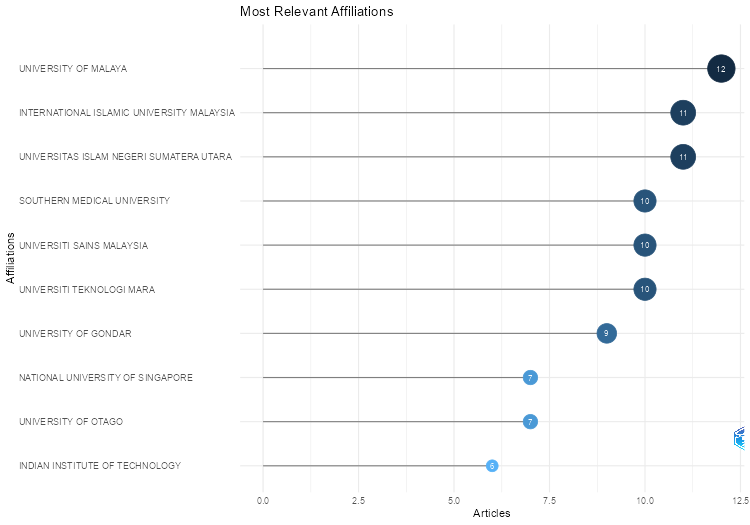 Most Relevant Affiliations
UNIVERSITY OF MALAYA
12
INTERNATIONAL ISLAMIC UNIVERSITY MALAYSIA
11
UNIVERSITAS ISLAM NEGERI SUMATERA UTARA
11
SOUTHERN MEDICAL UNIVERSITY
10
UNIVERSITI SAINS MALAYSIA
10
UNIVERSITI TEKNOLOGI MARA
10
UNIVERSITY OF GONDAR
9
NATIONAL UNIVERSITY OF SINGAPORE
7
UNIVERSITY OF OTAGO
7
INDIAN INSTITUTE OF TECHNOLOGY
6
Affiliations
0.0 2.5 5.0 7.5 10.0 12.5
Articles